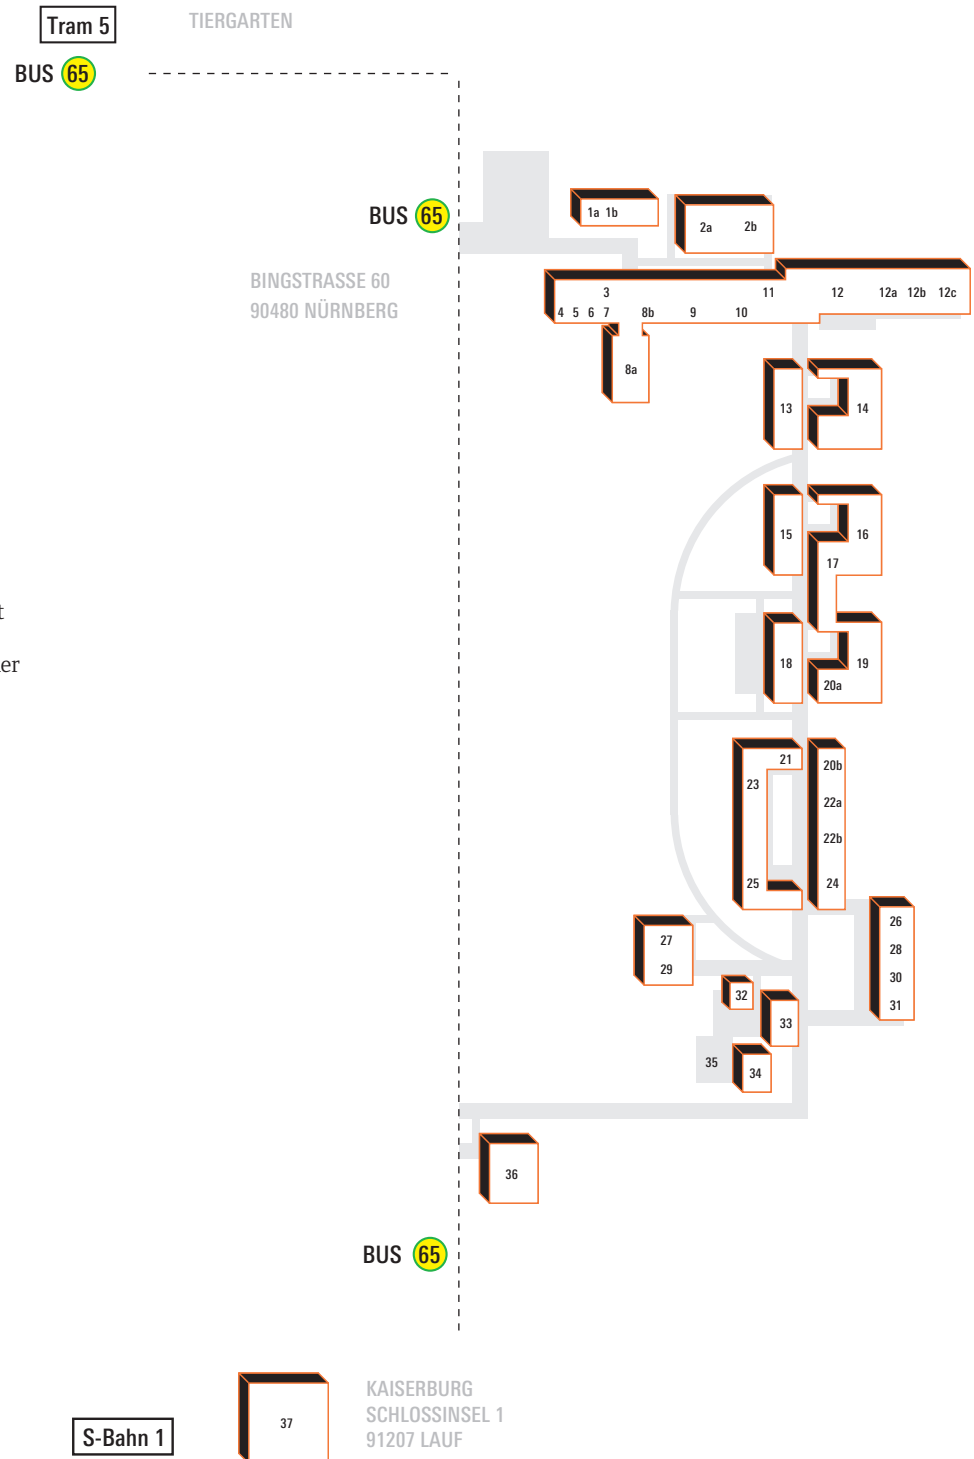 Tram 5 TIERGARTEN
BUS 65
BUS 65
1a 1b
2a 2b
BINGSTRASSE 60
90480 NÜRNBERG
3 11 12 12a 12b 12c
4 5 6 7 8b 9 10
8a
13 14
15 16
17
t
er
18 19
20a
21 20b
23
22a
22b
25 24
26
27
28
29
30
32 31
33
35 34
36
BUS 65
KAISERBURG
SCHLOSSINSEL 1
91207 LAUF
37
S-Bahn 1